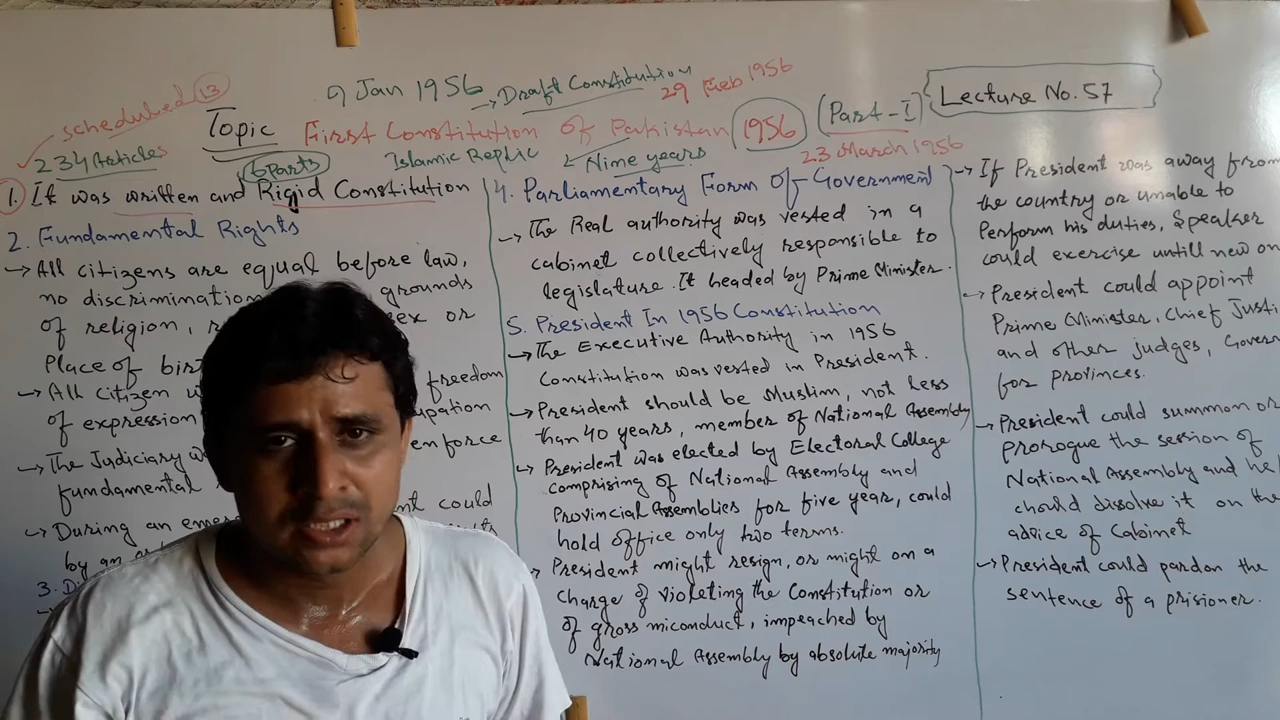 9 Jan 1956 → Draft Constitution
29 Feb 1956
Lecture No. 57
scheduled 13
Topic First Constitution of Pakistan 1956 (Part-I)
234 Articles
6 Parts
Islamic
Nime years
23 March 1956
1. It was written and Rigid Constitution
2. Fundamental Rights
→ All citizens are equal before law,
no discrimination grounds
of religion, ex or
Place of bir
→ All citizen freedom
of expression upation
→ The Judiciary enforce
fundamental
→ During an eme nt could
by an
3.
4. Parliamentary Form of Government
→ The Real authority was vested in a
cabinet collectively responsible to
legislature. It headed by Prime Minister.
5. President In 1956 Constitution
→ The Executive Authority in 1956
Constitution was vested in President.
→ President should be Muslim, not less
than 40 years, member of National Assembly
→ President was elected by Electoral College
comprising of National Assembly and
Provincial Assemblies for five year, could
hold office only two terms.
→ President might resign, or might on a
charge of violeting the Constitution or
of gross miconduct, impeached by
National Assembly by absolute majority
→ If President was away from
the country or unable to
Perform his duties, Speaker
could exercise untill new on
→ President could appoint
Prime Minister, Chief Justi
and other judges, Govern
for provinces.
→ President could summon or
prorogue the session of
National Assembly and he
should dissolve it on the
advice of Cabinet
→ President could pardon the
sentence of a prisioner.